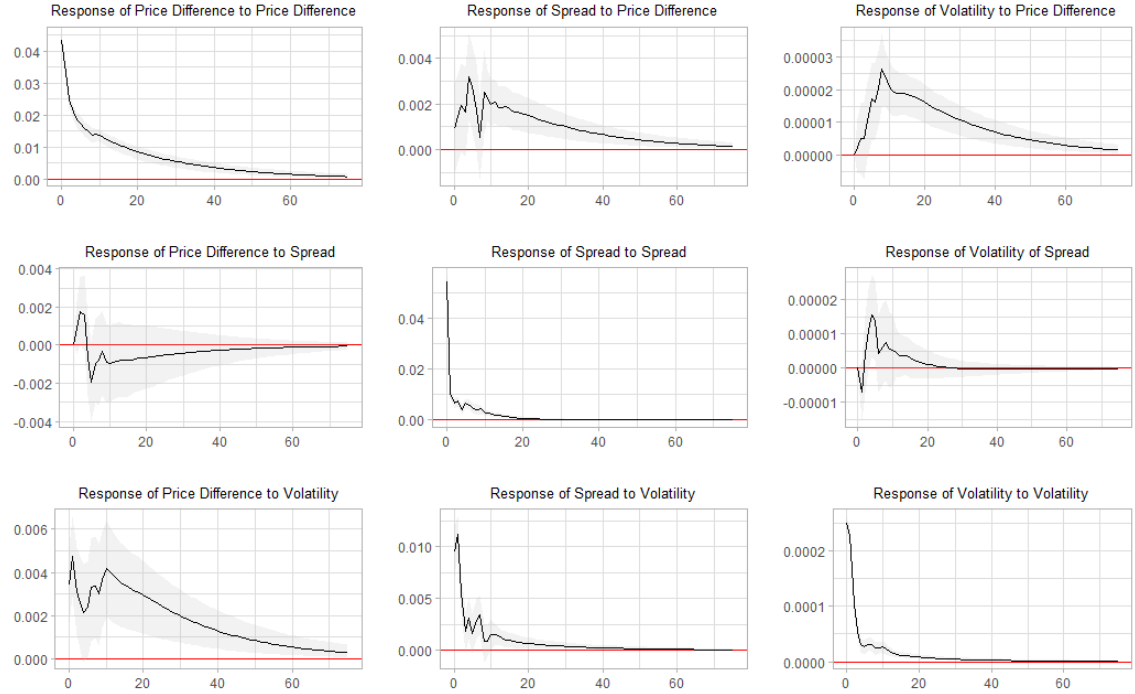 Response of Price Difference to Price Difference
0.04
0.03
0.02
0.01
0.00
0 20 40 60
Response of Spread to Price Difference
0.004
0.002
0.000
0 20 40 60
Response of Volatility to Price Difference
0.00003
0.00002
0.00001
0.00000
0 20 40 60
Response of Price Difference to Spread
0.004
0.002
0.000
-0.002
-0.004
0 20 40 60
Response of Spread to Spread
0.04
0.02
0.00
0 20 40 60
Response of Volatility of Spread
0.00002
0.00001
0.00000
-0.00001
0 20 40 60
Response of Price Difference to Volatility
0.006
0.004
0.002
0.000
0 20 40 60
Response of Spread to Volatility
0.010
0.005
0.000
0 20 40 60
Response of Volatility to Volatility
0.0002
0.0001
0.0000
0 20 40 60